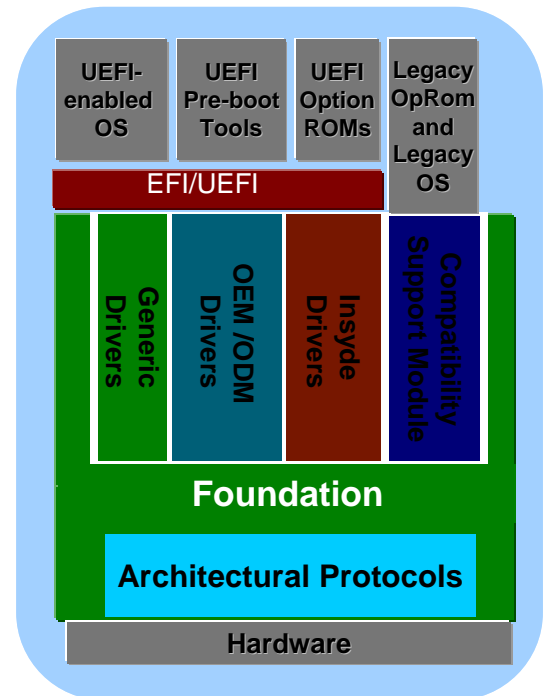 UEFI-
enabled
OS
UEFI
Pre-boot
Tools
UEFI
Option
ROMs
Legacy
OpRom
and
Legacy
OS
EFI/UEFI
Generic
Drivers
OEM /ODM
Drivers
Insyde
Drivers
Compatibility
Support Module
Foundation
Architectural Protocols
Hardware